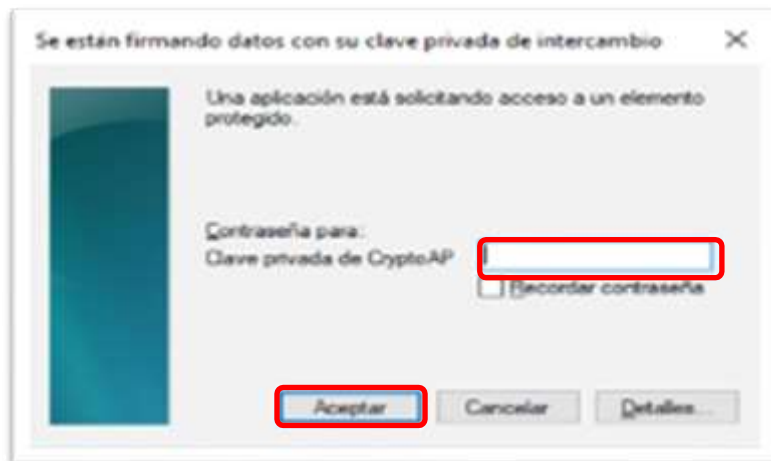 Se están firmando datos con su clave privada de intercambio
Una aplicación está solicitando acceso a un elemento
protegido.
Contraseña para:
Clave privada de CryptoAP
Recordar contraseña
Aceptar
Cancelar
Detalles...